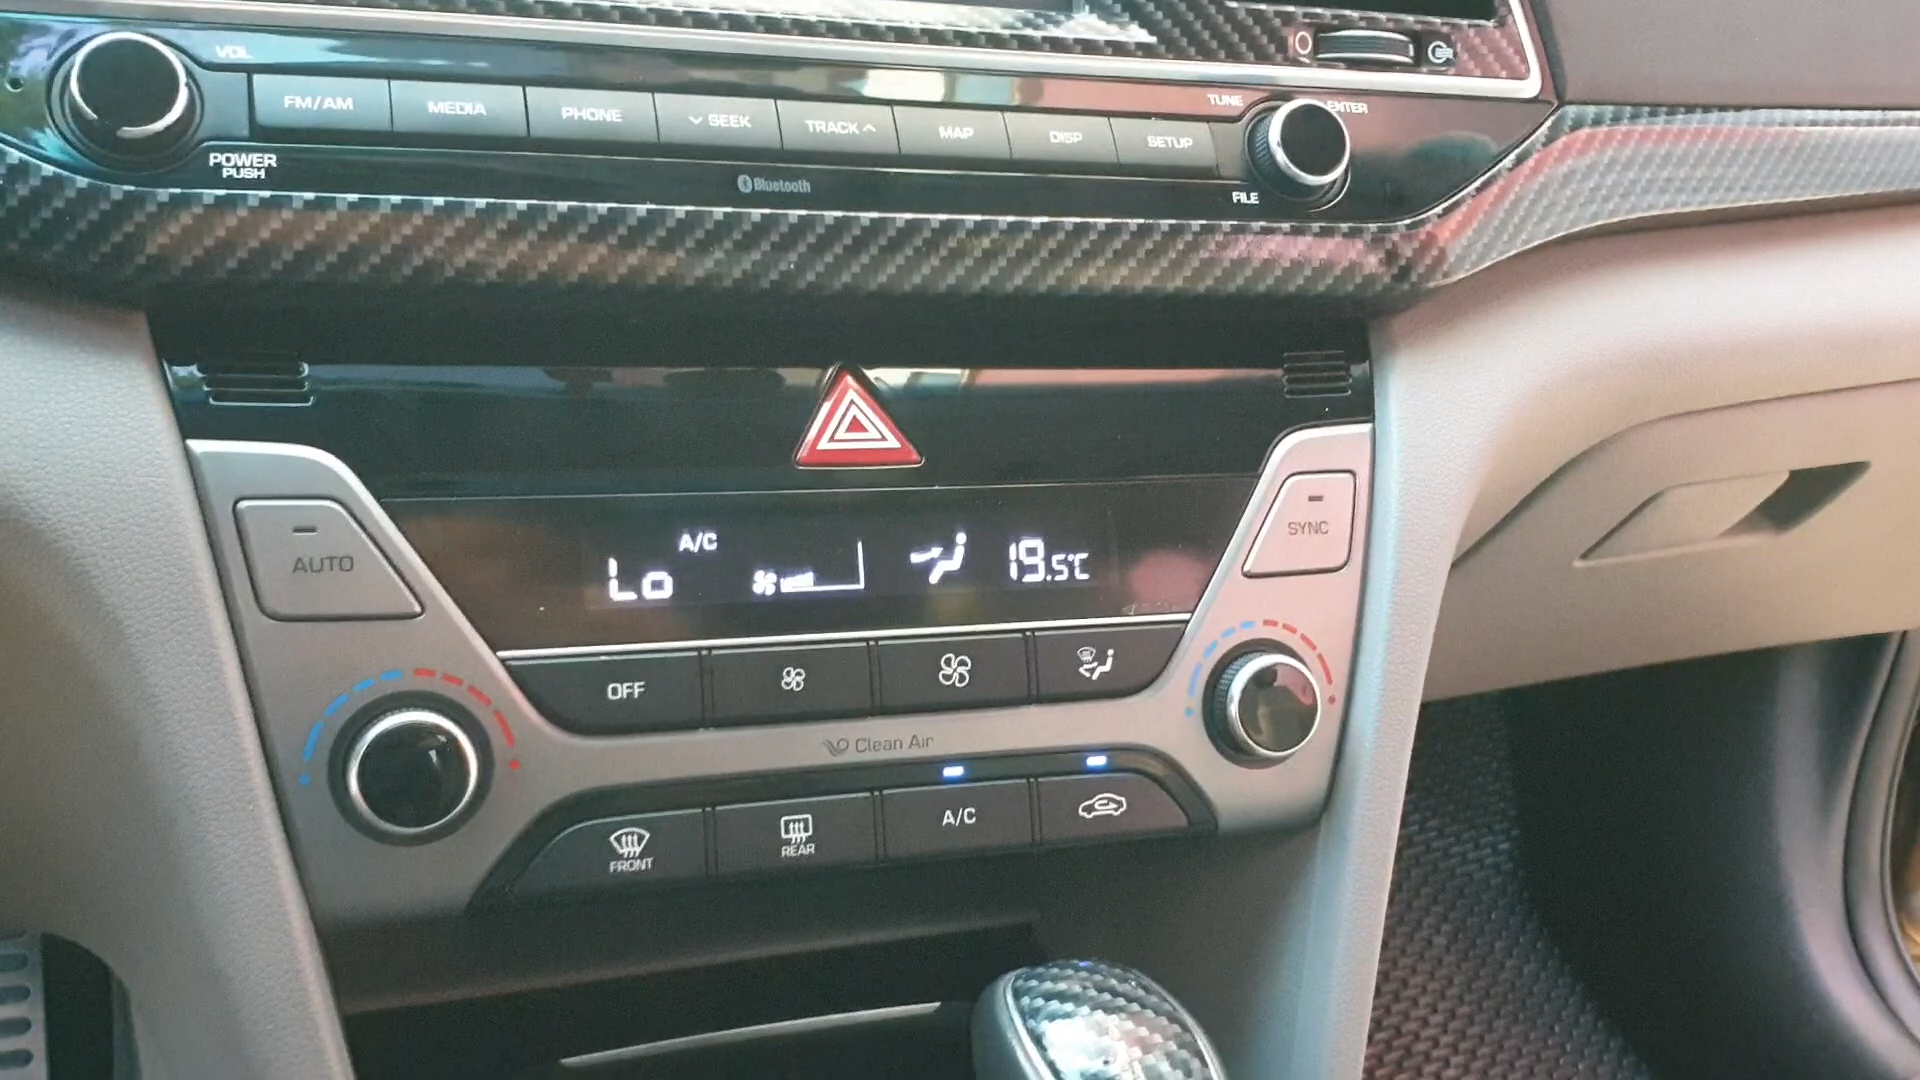 VOL
TUNE
ENTER
FM/AM
MEDIA
PHONE
SEEK
TRACK
MAP
DISP
SETUP
POWER
PUSH
Bluetooth
FILE
AUTO
A/C
Lo
19.5°C
SYNC
OFF
Clean Air
FRONT
REAR
A/C